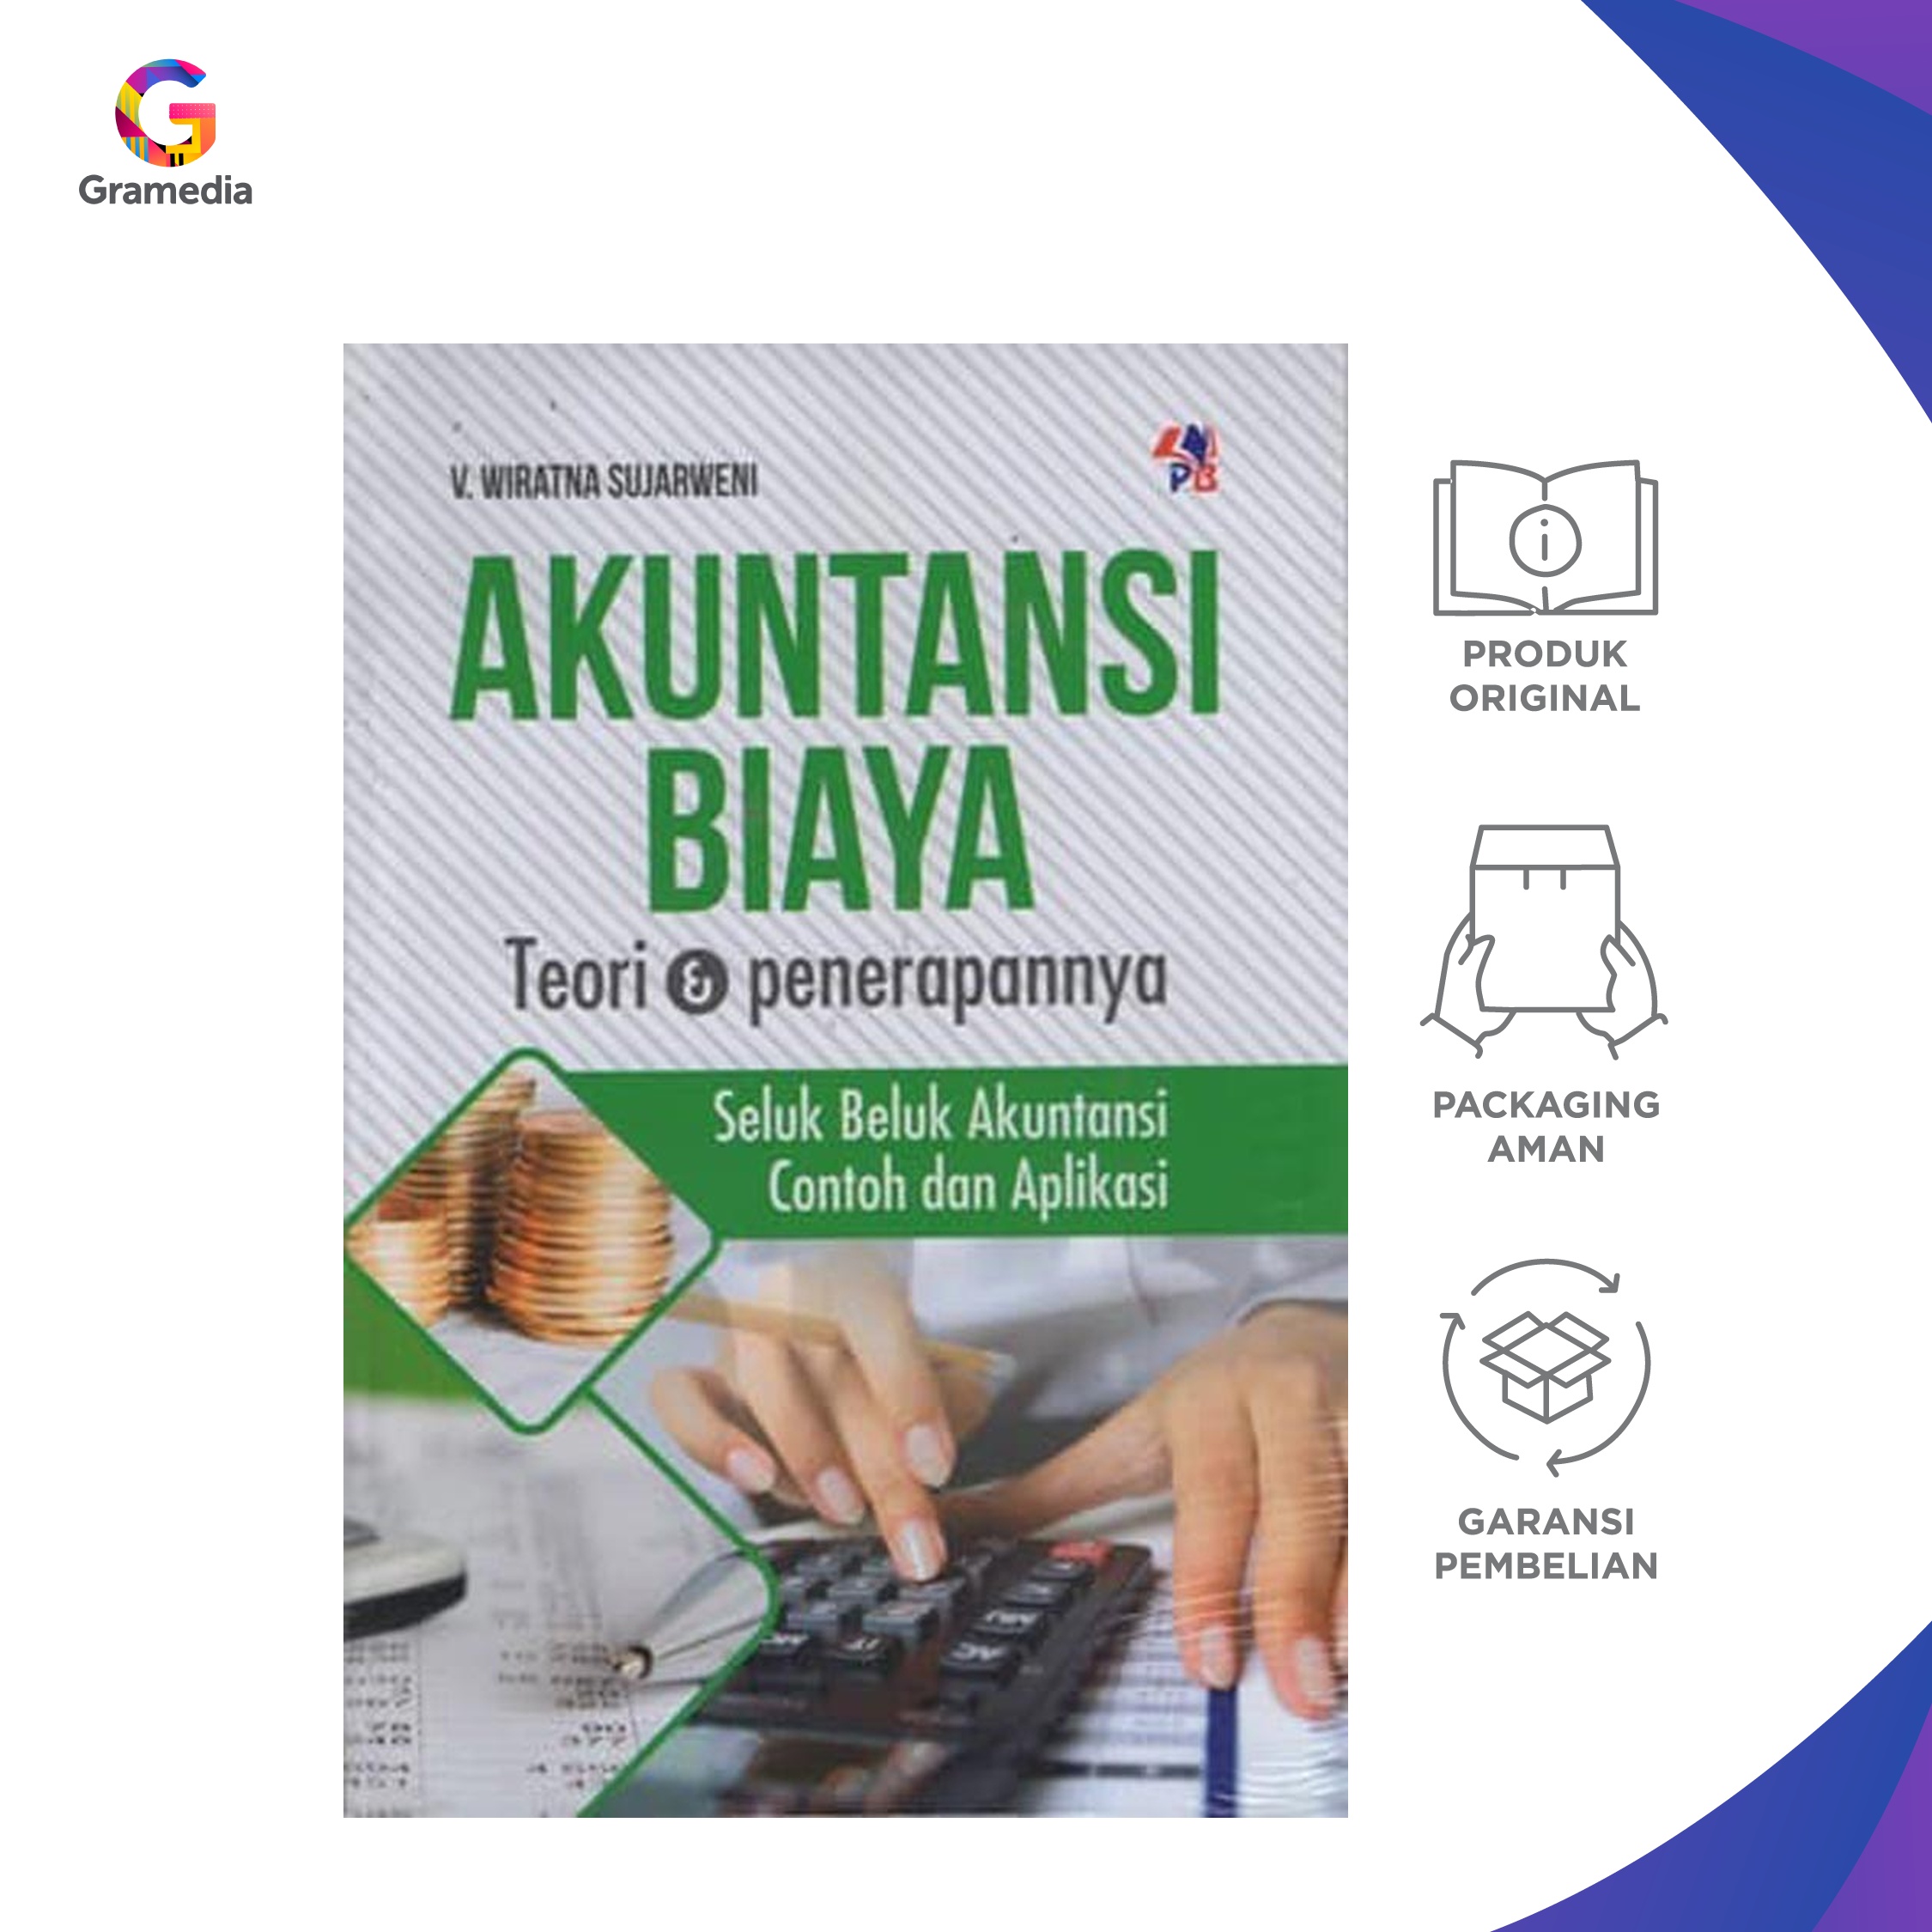 Gramedia
V. WIRATNA SUJARWENI
PB
AKUNTANSI
BIAYA
Teori & penerapannya
Seluk Beluk Akuntansi
Contoh dan Aplikasi
PRODUK
ORIGINAL
PACKAGING
AMAN
GARANSI
PEMBELIAN